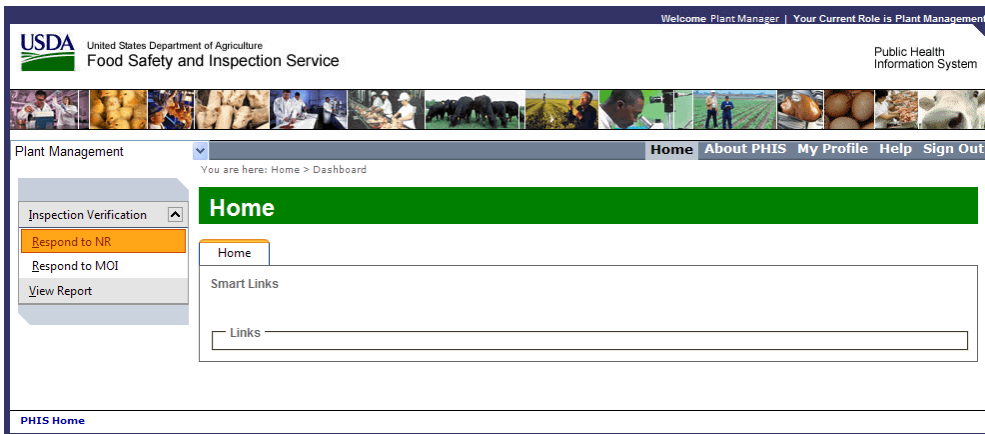 Welcome Plant Manager | Your Current Role is Plant Management
USDA
United States Department of Agriculture
Food Safety and Inspection Service
Public Health
Information System
Plant Management
Home About PHIS My Profile Help Sign Out
You are here: Home > Dashboard
Inspection Verification
Respond to NR
Respond to MOI
View Report
Home
Home
Smart Links
Links
PHIS Home